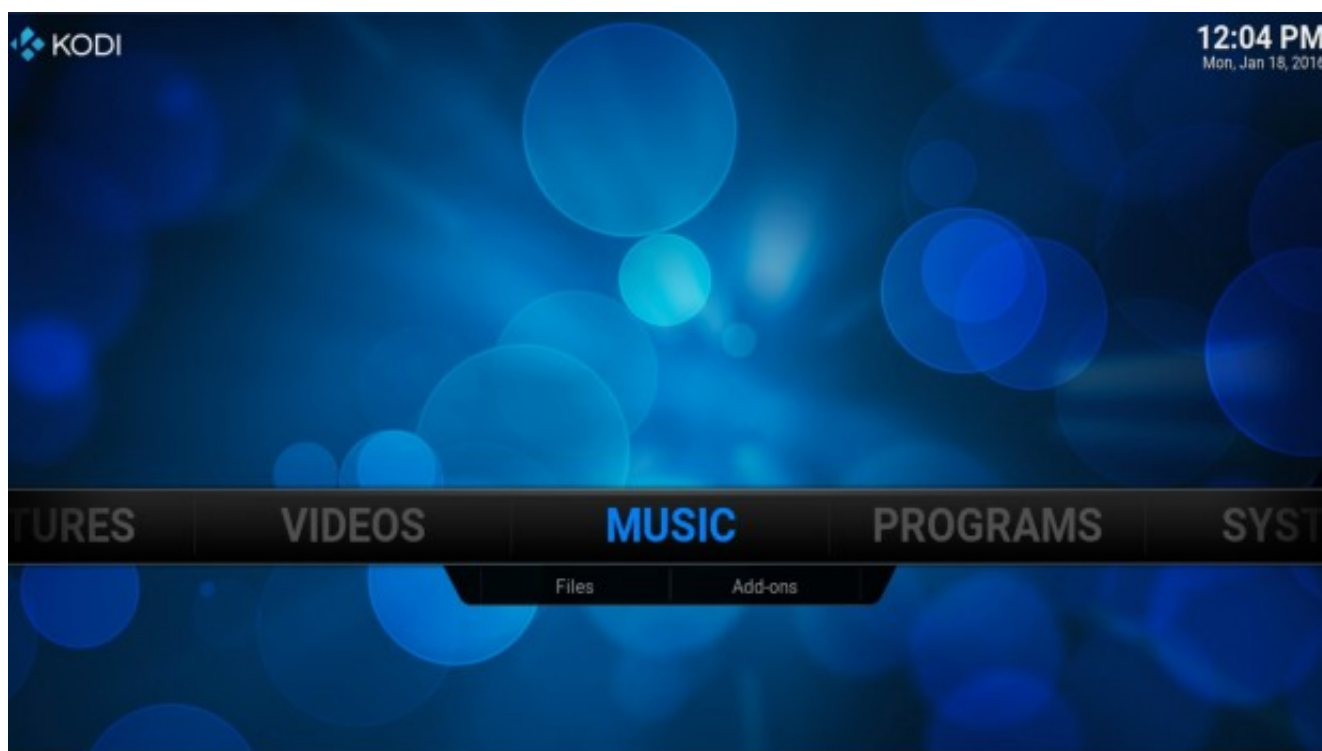 KODI
12:04 PM
Mon, Jan 18, 2016
TURES VIDEOS MUSIC PROGRAMS SYST
Files Add-ons